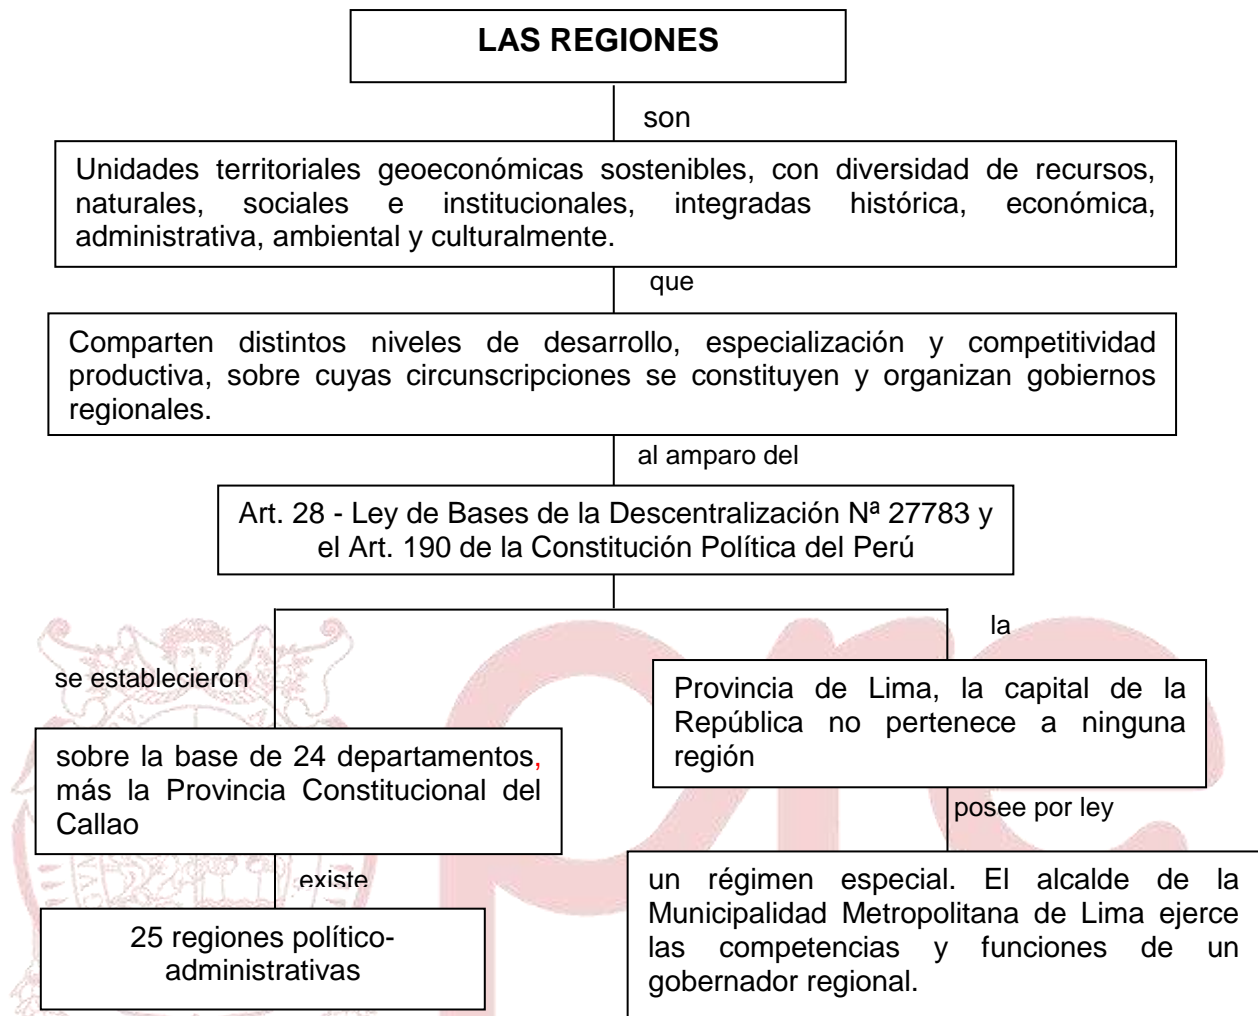 LAS REGIONES
son
Unidades territoriales geoeconómicas sostenibles, con diversidad de recursos,
naturales, sociales e institucionales, integradas histórica, económica,
administrativa, ambiental y culturalmente.
que
Comparten distintos niveles de desarrollo, especialización y competitividad
productiva, sobre cuyas circunscripciones se constituyen y organizan gobiernos
regionales.
al amparo del
Art. 28 - Ley de Bases de la Descentralización Nª 27783 y
el Art. 190 de la Constitución Política del Perú
se establecieron
sobre la base de 24 departamentos,
más la Provincia Constitucional del
Callao
existe
25 regiones político-
administrativas
la
Provincia de Lima, la capital de la
República no pertenece a ninguna
región
posee por ley
un régimen especial. El alcalde de la
Municipalidad Metropolitana de Lima ejerce
las competencias y funciones de un
gobernador regional.
pre